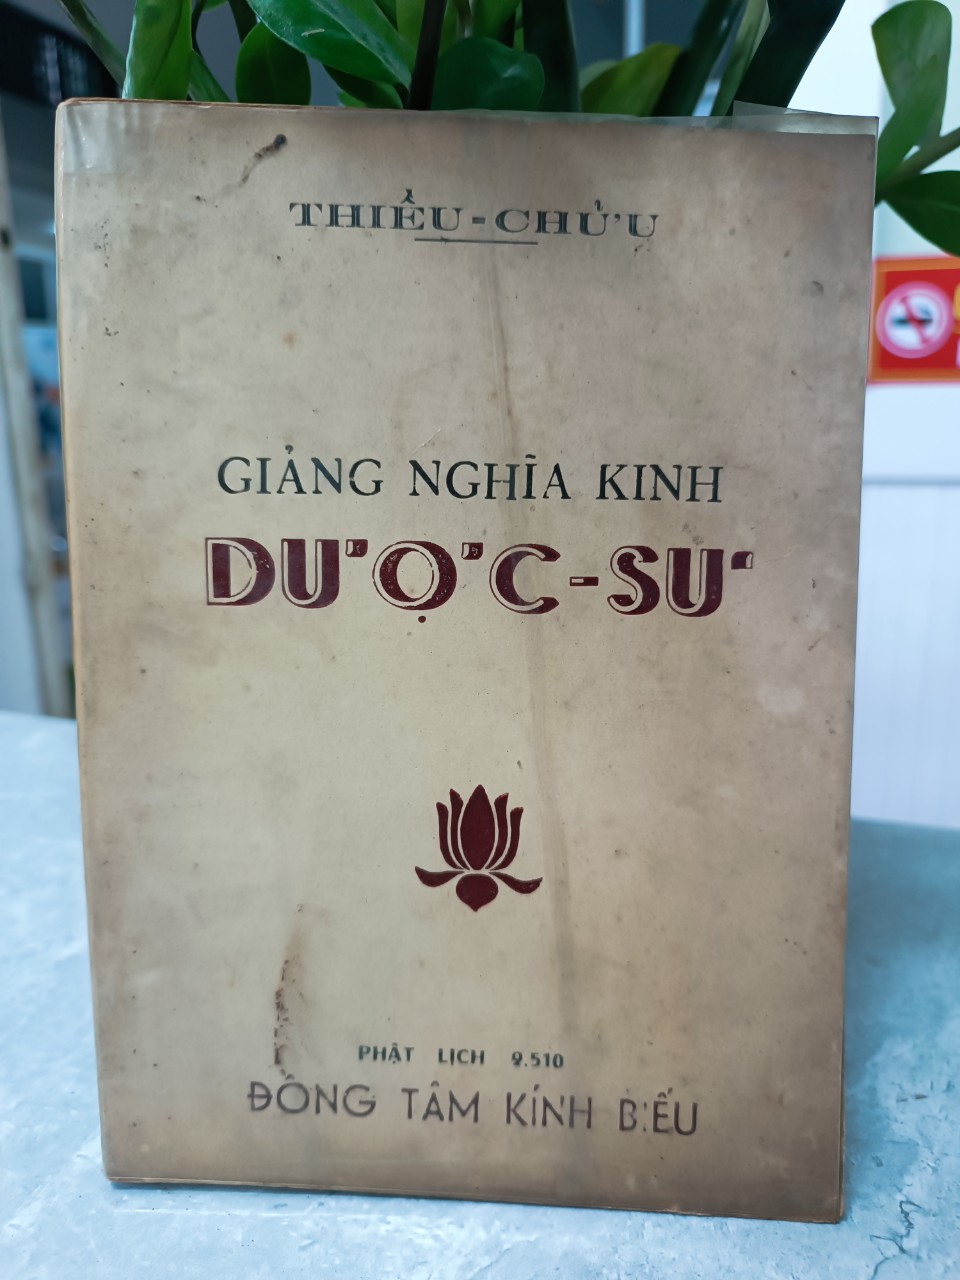 THIỀU-CHỬU
GIẢNG NGHĨA KINH
DƯỢC-SƯ
PHẬT LỊCH 2.510
ĐỒNG TÂM KÍNH BIẾU